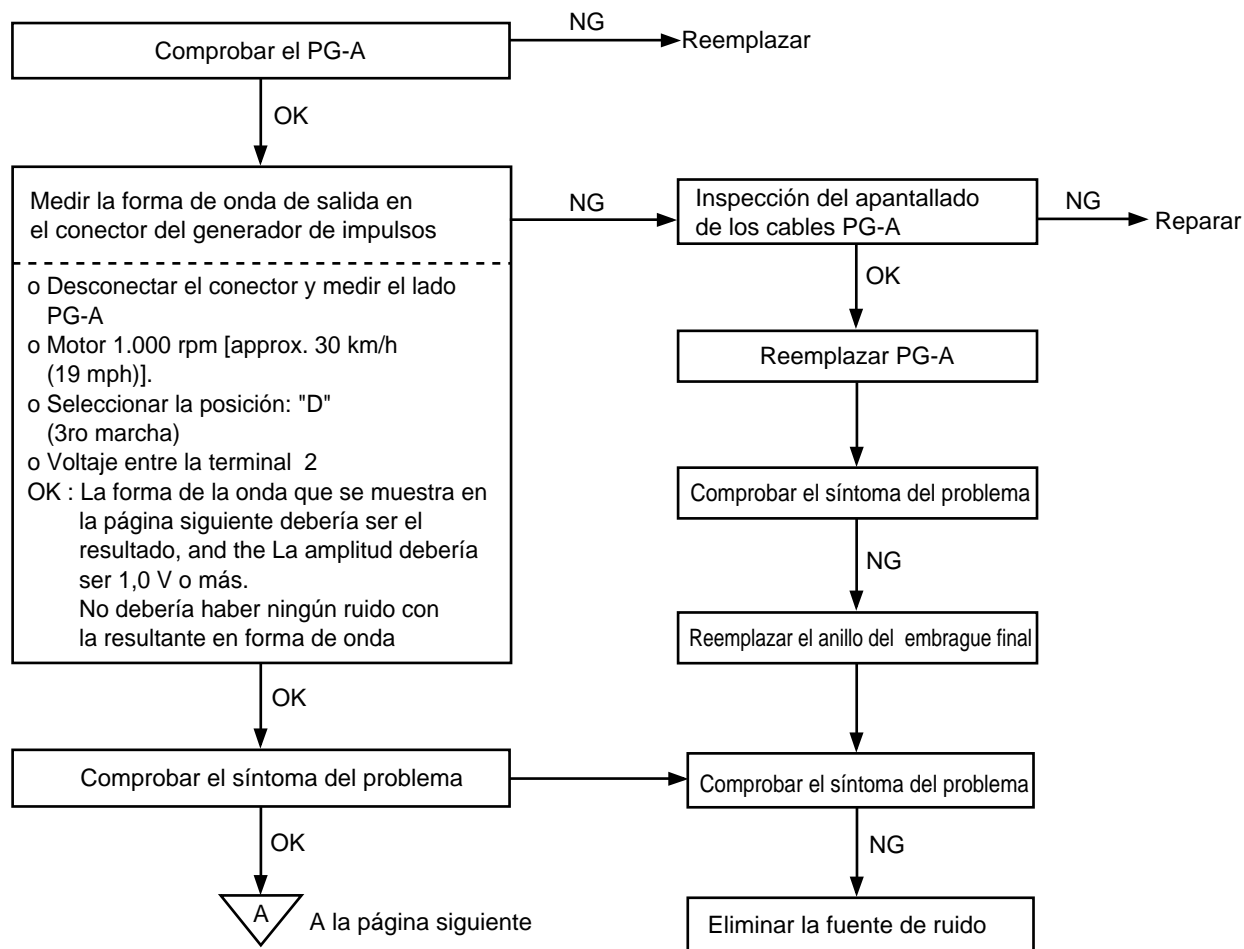 Comprobar el PG-A
NG
Reemplazar
OK
Medir la forma de onda de salida en
el conector del generador de impulsos
o Desconectar el conector y medir el lado
PG-A
o Motor 1.000 rpm [approx. 30 km/h
(19 mph)].
o Seleccionar la posición: "D"
(3ro marcha)
o Voltaje entre la terminal 2
OK : La forma de la onda que se muestra en
la página siguiente debería ser el
resultado, and the La amplitud debería
ser 1,0 V o más.
No debería haber ningún ruido con
la resultante en forma de onda
NG
Inspección del apantallado
de los cables PG-A
NG
Reparar
OK
Reemplazar PG-A
Comprobar el síntoma del problema
NG
Reemplazar el anillo del embrague final
OK
Comprobar el síntoma del problema
Comprobar el síntoma del problema
OK
NG
A
A la página siguiente
Eliminar la fuente de ruido